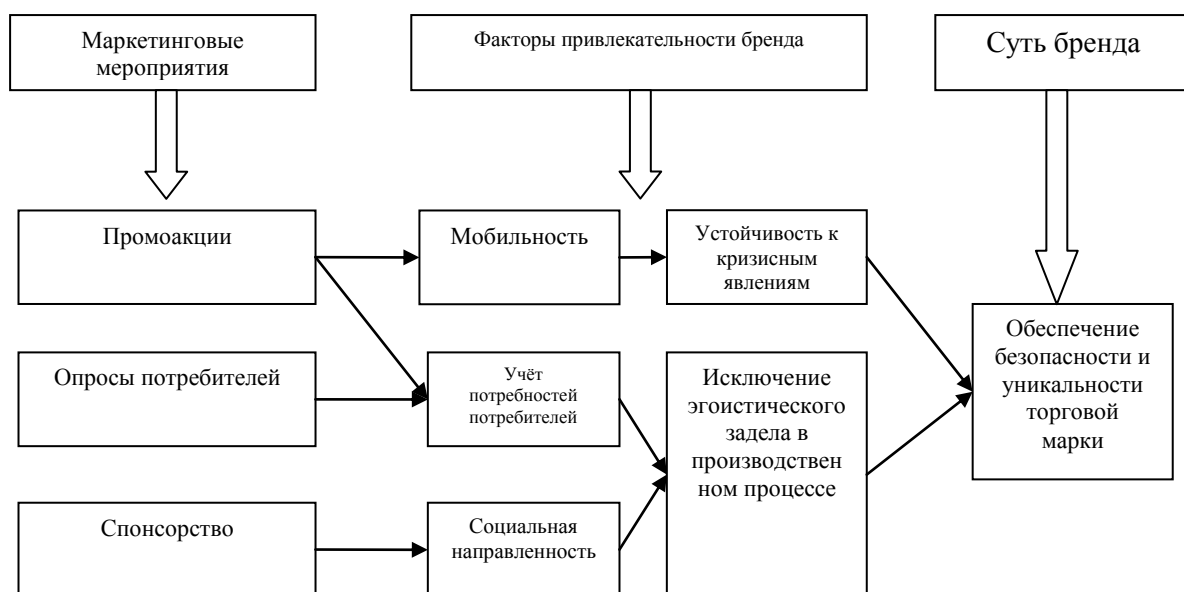 Маркетинговые
мероприятия
Факторы привлекательности бренда
Суть бренда
Промоакции
Мобильность
Устойчивость к
кризисным
явлениям
Обеспечение
безопасности и
уникальности
торговой
марки
Опросы потребителей
Учёт
потребностей
потребителей
Исключение
эгоистического
задела в
производствен
ном процессе
Спонсорство
Социальная
направленность